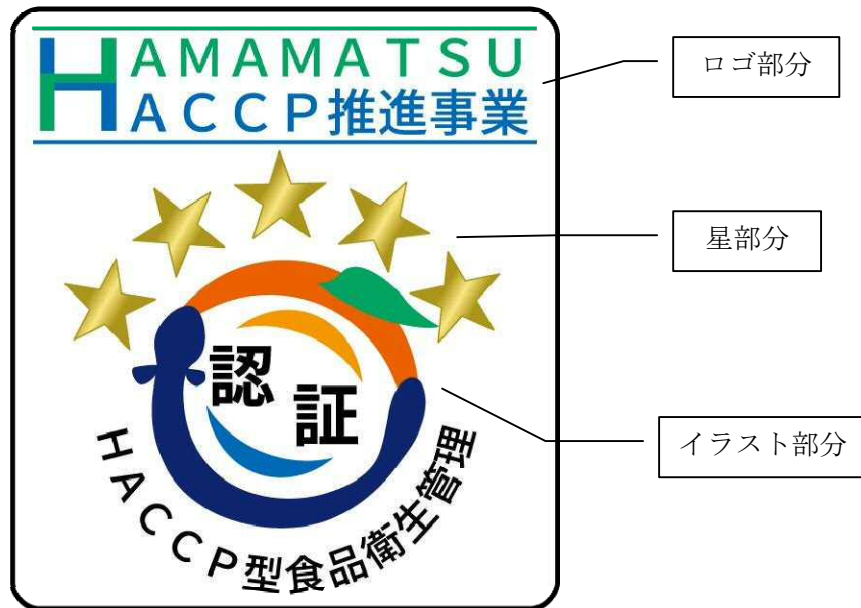 HAMAMATSU
HACCP推進事業
ロゴ部分
星部分
認証
イラスト部分
HACCP型食品衛生管理